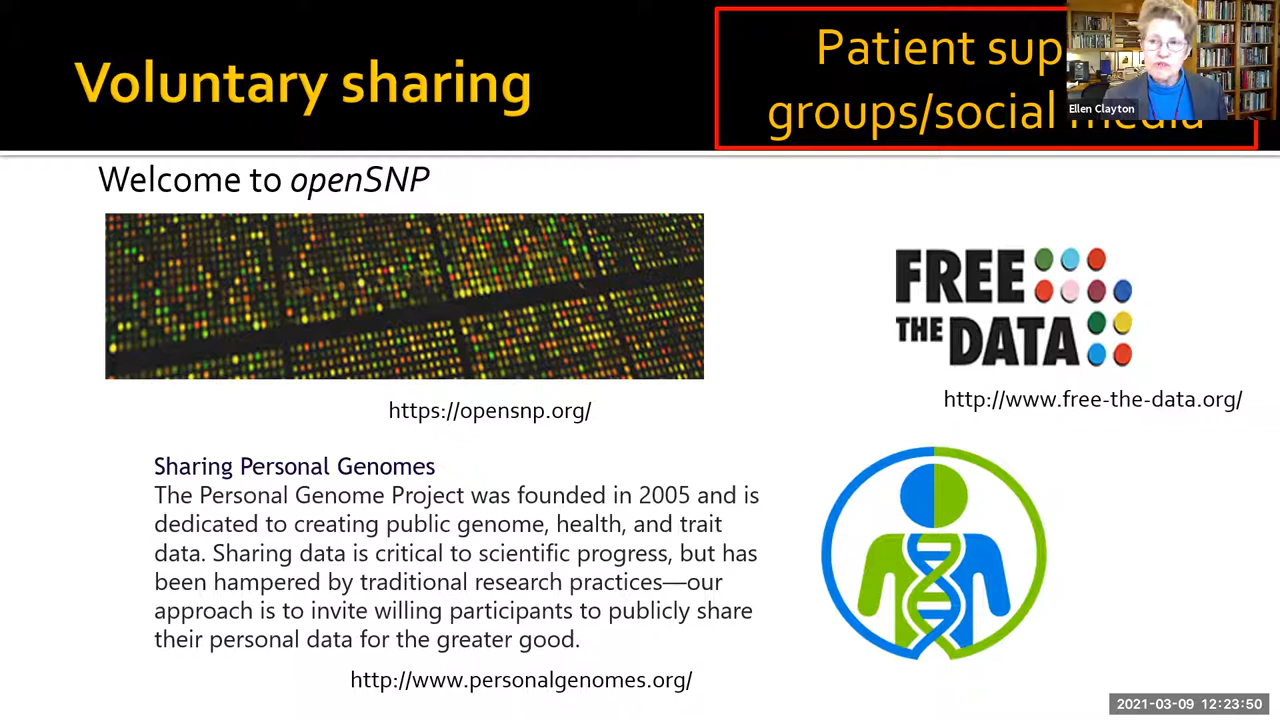 Voluntary sharing
Patient sup
groups/social media
Ellen Clayton
Welcome to openSNP
https://opensnp.org/
FREE
THE DATA
http://www.free-the-data.org/
Sharing Personal Genomes
The Personal Genome Project was founded in 2005 and is
dedicated to creating public genome, health, and trait
data. Sharing data is critical to scientific progress, but has
been hampered by traditional research practices—our
approach is to invite willing participants to publicly share
their personal data for the greater good.
http://www.personalgenomes.org/
2021-03-09 12:23:50